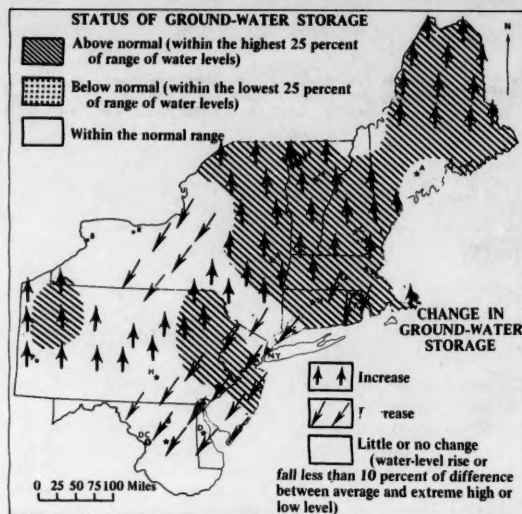 STATUS OF GROUND-WATER STORAGE
Above normal (within the highest 25 percent
of range of water levels)
Below normal (within the lowest 25 percent
of range of water levels)
Within the normal range
N
CHANGE IN
GROUND-WATER
STORAGE
NY
H
DC
D
Increase
Little or no change
(water-level rise or
fall less than 10 percent of difference
between average and extreme high or
low level)
0 25 50 75 100 Miles